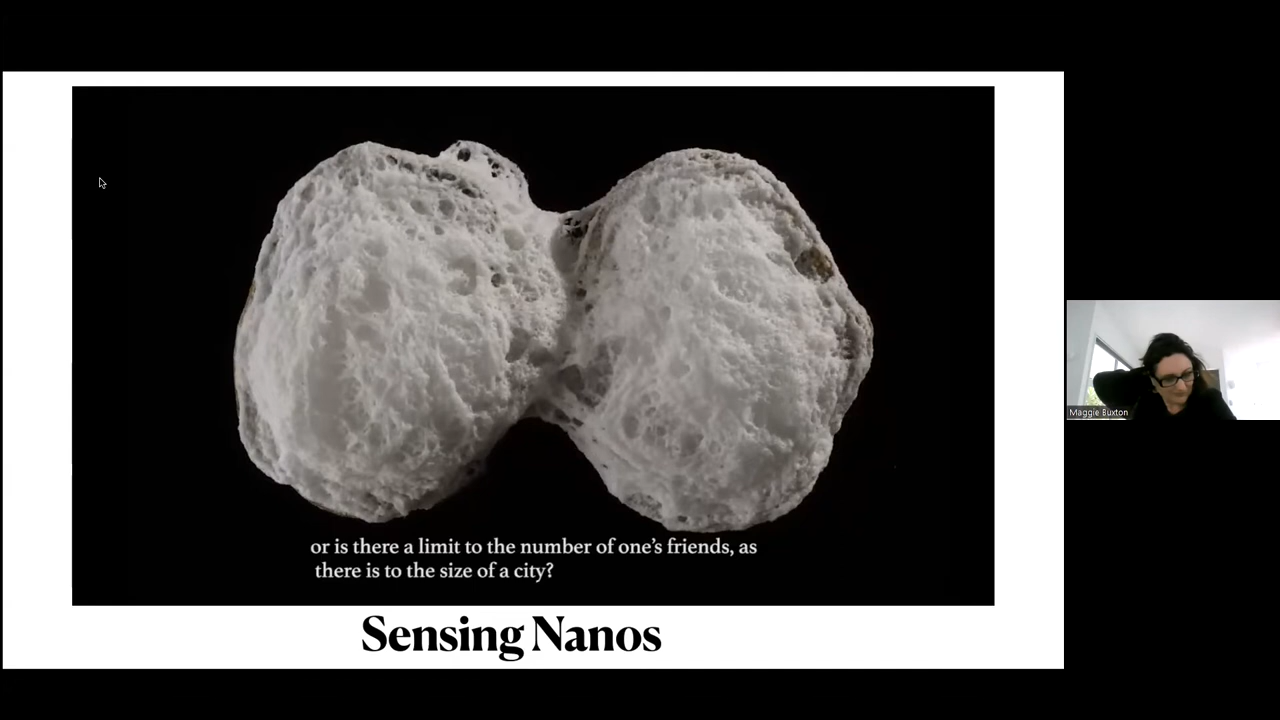 or is there a limit to the number of one’s friends, as
there is to the size of a city?
Sensing Nanos
Maggie Buxton